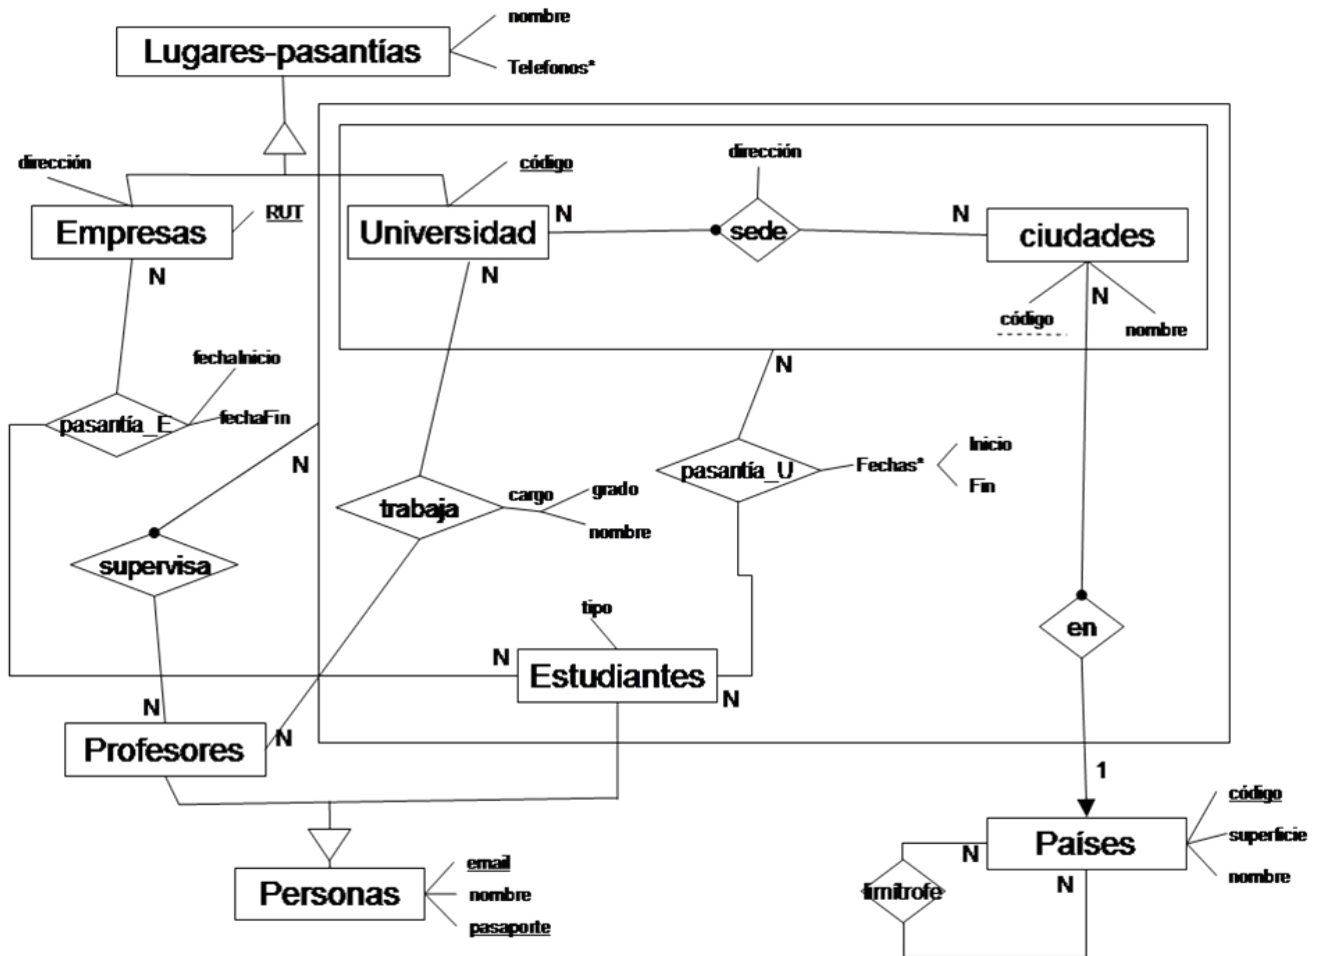 nombre
Lugares-pasantías
Telefonos*
dirección
código
dirección
RUT
Empresas
Universidad
N
sede
N
ciudades
N
N
N
código
nombre
fechaInicio
N
pasantía_E
fechaFin
N
pasantía_U
Fechas*
Inicio
Fin
cargo
grado
trabaja
nombre
supervisa
tipo
en
N
Estudiantes
N
N
Profesores
N
1
código
superficie
Países
N
nombre
N
limitrofe
email
Personas
nombre
pasaporte